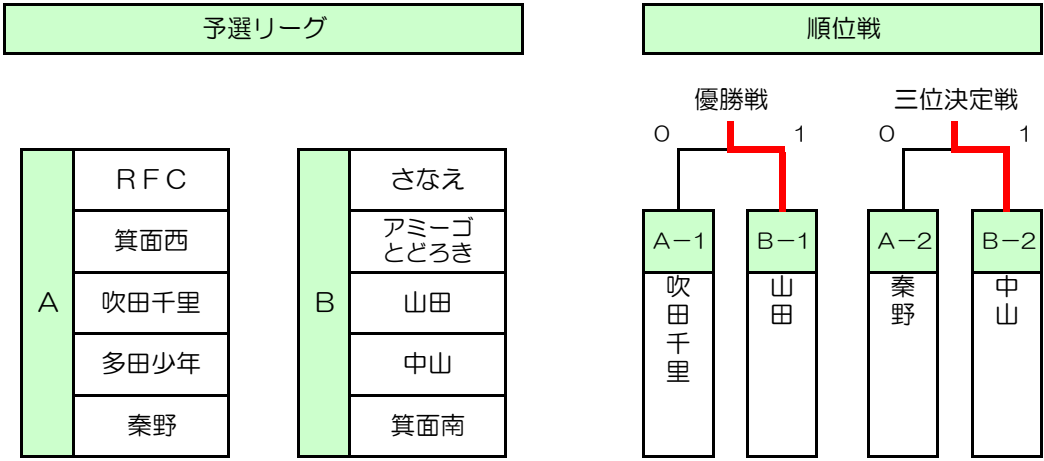 予選リーグ
A
ＲＦＣ
箕面西
吹田千里
多田少年
秦野
B
さなえ
アミーゴ
とどろき
山田
中山
箕面南
順位戦
優勝戦
0
1
A－1
吹田千里
B－1
山田
三位決定戦
0
1
A－2
秦野
B－2
中山